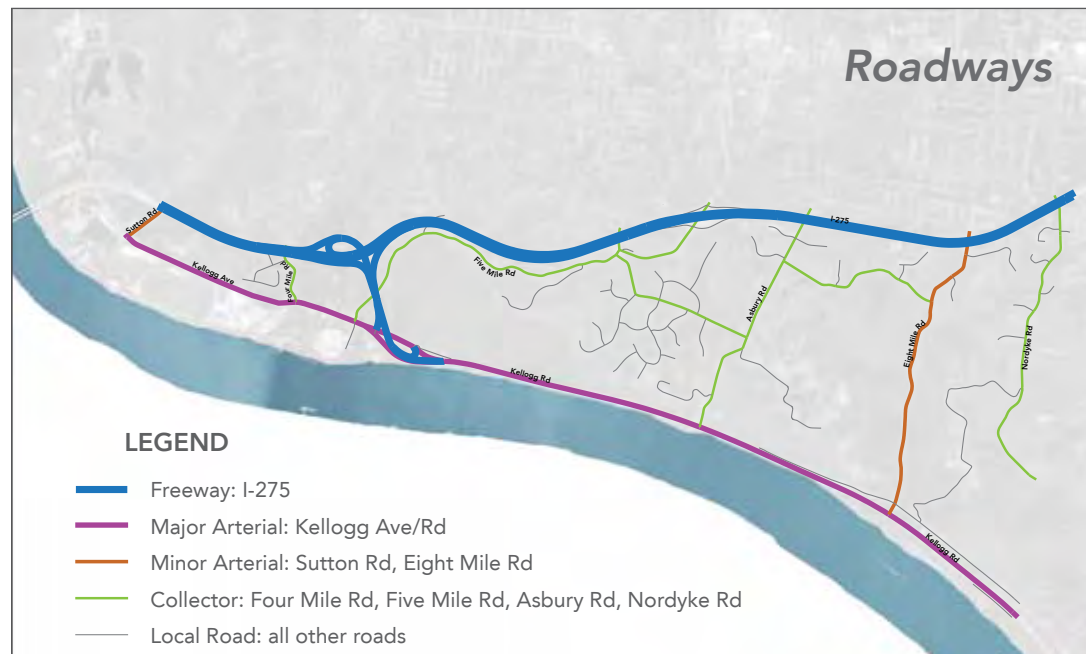 Roadways
Sutton Rd
I-275
Kellogg Ave
Four Mile Rd
Five Mile Rd
Asbury Rd
Eight Mile Rd
Nordyke Rd
Kellogg Rd
Kellogg Rd
LEGEND
Freeway: I-275
Major Arterial: Kellogg Ave/Rd
Minor Arterial: Sutton Rd, Eight Mile Rd
Collector: Four Mile Rd, Five Mile Rd, Asbury Rd, Nordyke Rd
Local Road: all other roads